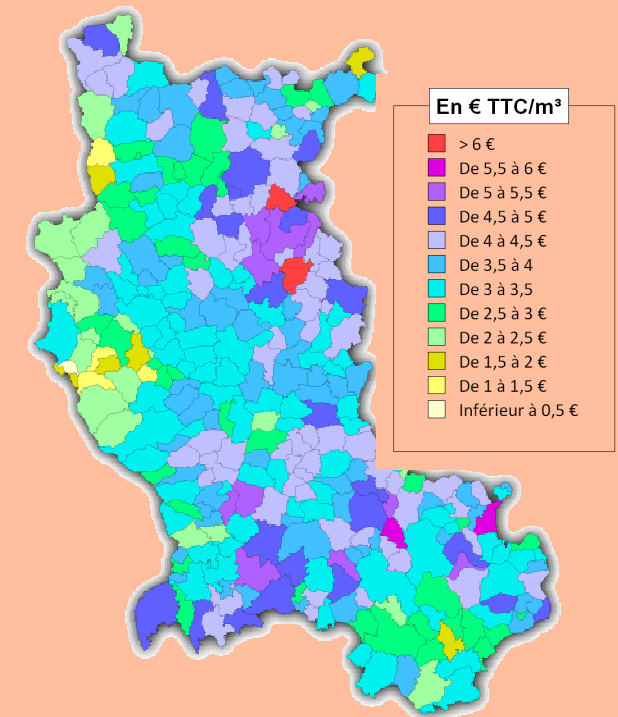 En € TTC/m³
> 6 €
De 5,5 à 6 €
De 5 à 5,5 €
De 4,5 à 5 €
De 4 à 4,5 €
De 3,5 à 4
De 3 à 3,5
De 2,5 à 3 €
De 2 à 2,5 €
De 1,5 à 2 €
De 1 à 1,5 €
Inférieur à 0,5 €